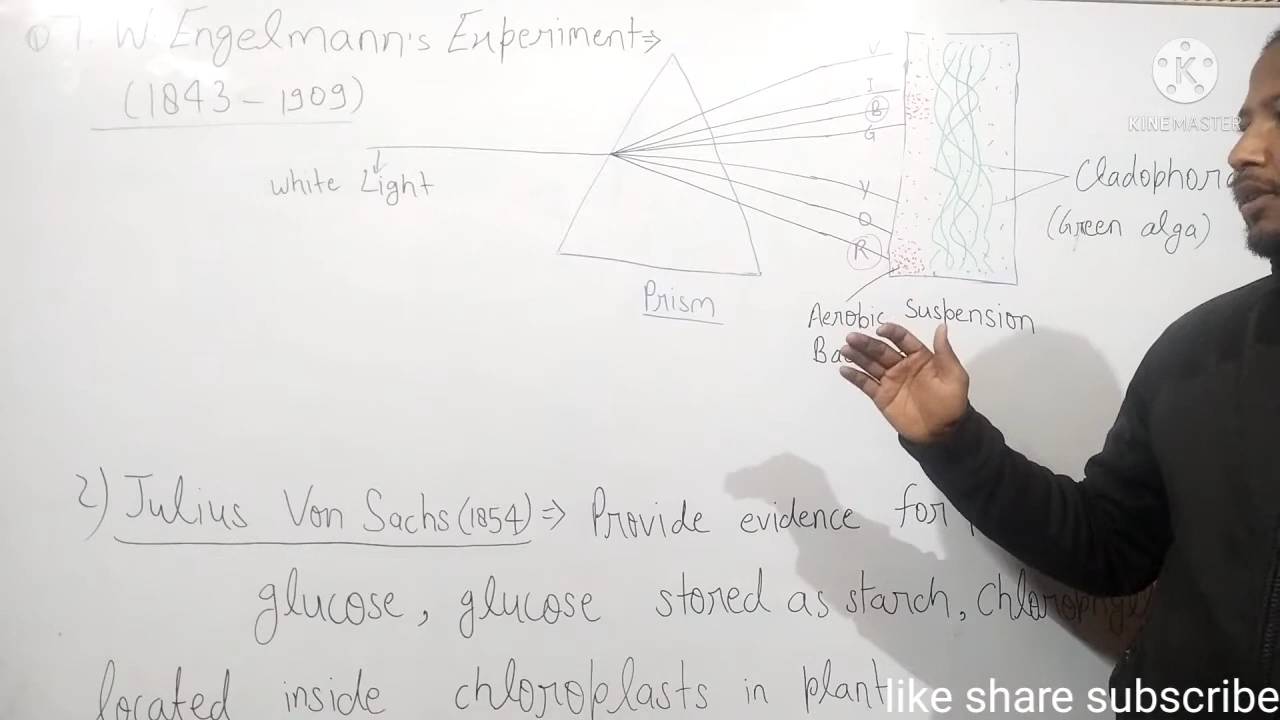 ① T. W. Engelmann's Experiment ⇒
(1843 - 1909)
white Light
Prism
V
I
B
G
Y
O
R
Cladophora
(Green alga)
Aerobic Suspension
2) Julius Von Sachs (1854) ⇒ Provide evidence for
glucose, glucose stored as starch, Chlorophyll
located inside chloroplasts in plant
K
KINEMASTER
like share subscribe